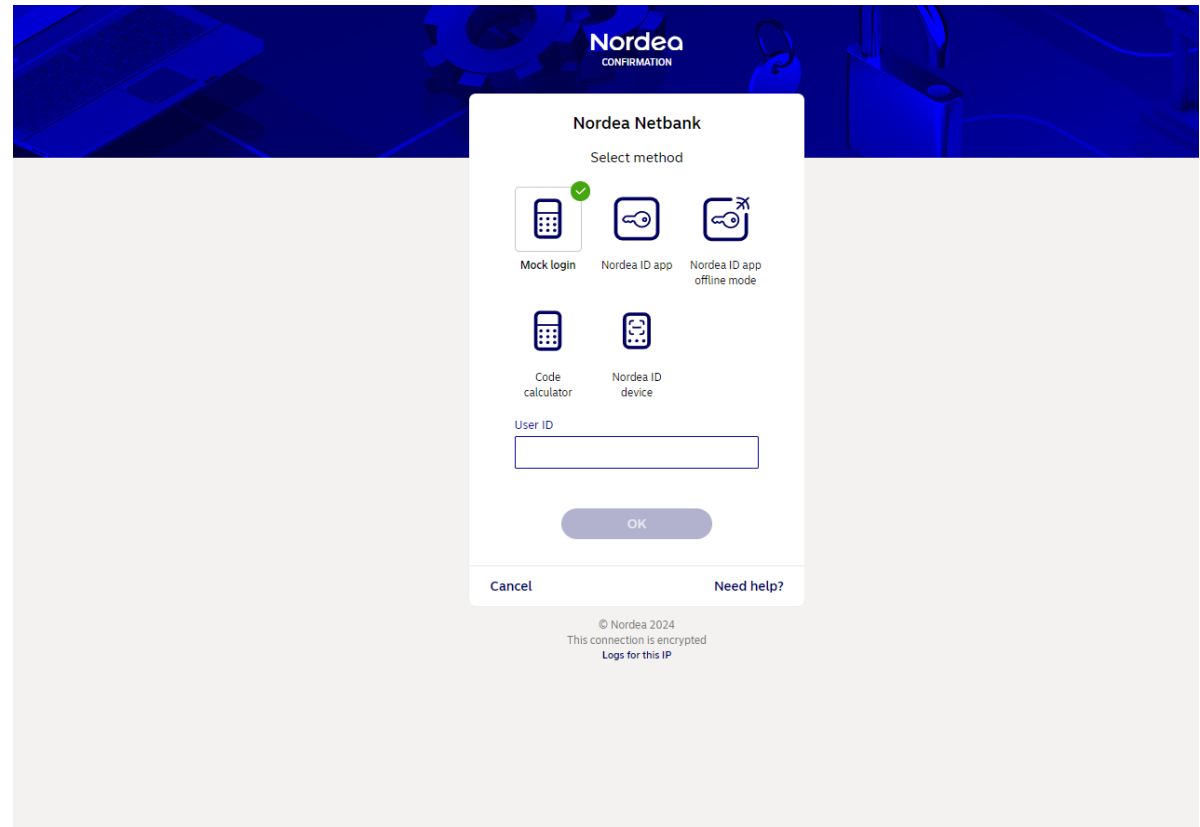 Nordea
CONFIRMATION
Nordea Netbank
Select method
Mock login
Nordea ID app
Nordea ID app
offline mode
Code
calculator
Nordea ID
device
User ID
OK
Cancel
Need help?
© Nordea 2024
This connection is encrypted
Logs for this IP